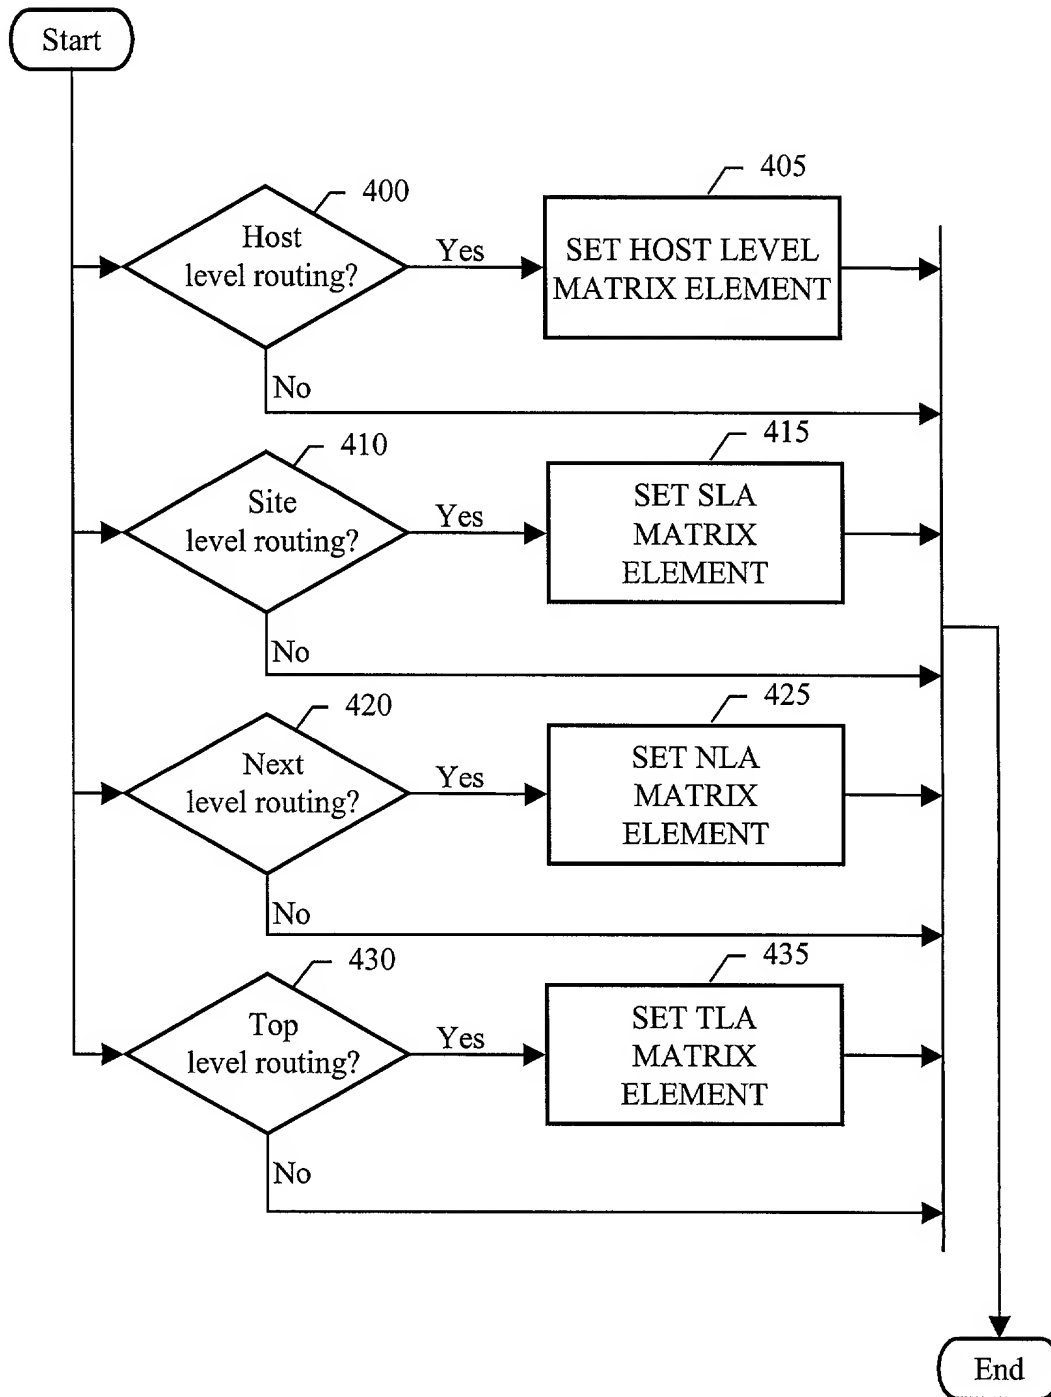 Start
400
Host
level routing?
Yes
No
405
SET HOST LEVEL
MATRIX ELEMENT
410
Site
level routing?
Yes
No
415
SET SLA
MATRIX
ELEMENT
420
Next
level routing?
Yes
No
425
SET NLA
MATRIX
ELEMENT
430
Top
level routing?
Yes
No
435
SET TLA
MATRIX
ELEMENT
End